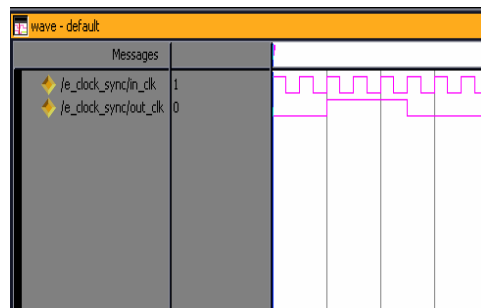 wave - default
Messages
/e_clock_sync/in_clk 1
/e_clock_sync/out_clk 0